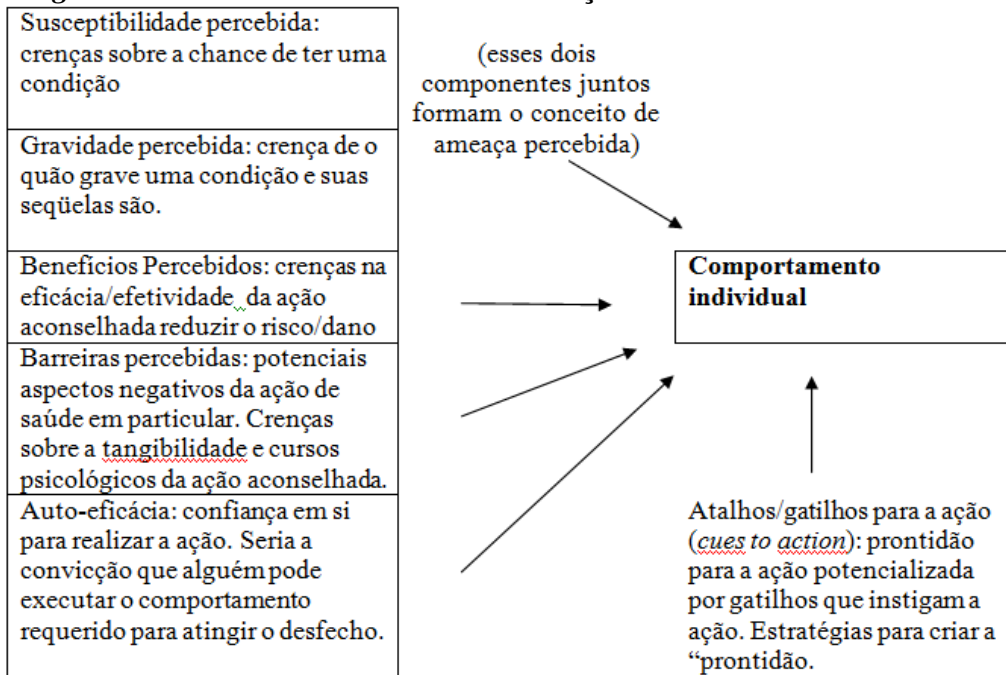 Susceptibilidade percebida:
crenças sobre a chance de ter uma
condição
(esses dois
componentes juntos
formam o conceito de
ameaça percebida)
Gravidade percebida: crença de o
quão grave uma condição e suas
seqüelas são.
Benefícios Percebidos: crenças na
eficácia/efetividade da ação
aconselhada reduzir o risco/dano
Comportamento
individual
Barreiras percebidas: potenciais
aspectos negativos da ação de
saúde em particular. Crenças
sobre a tangibilidade e cursos
psicológicos da ação aconselhada.
Auto-eficácia: confiança em si
para realizar a ação. Seria a
convicção que alguém pode
executar o comportamento
requerido para atingir o desfecho.
Atalhos/gatilhos para a ação
(cues to action): prontidão
para a ação potencializada
por gatilhos que instigam a
ação. Estratégias para criar a
“prontidão.